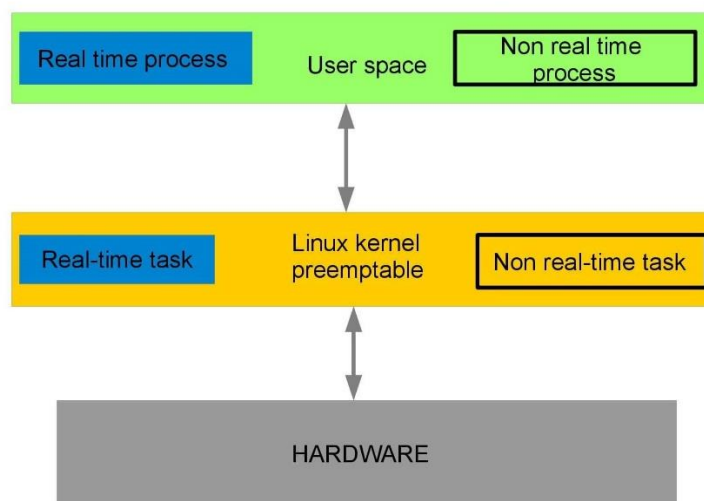 Real time process
User space
Non real time
process
Real-time task
Linux kernel
preemptable
Non real-time task
HARDWARE